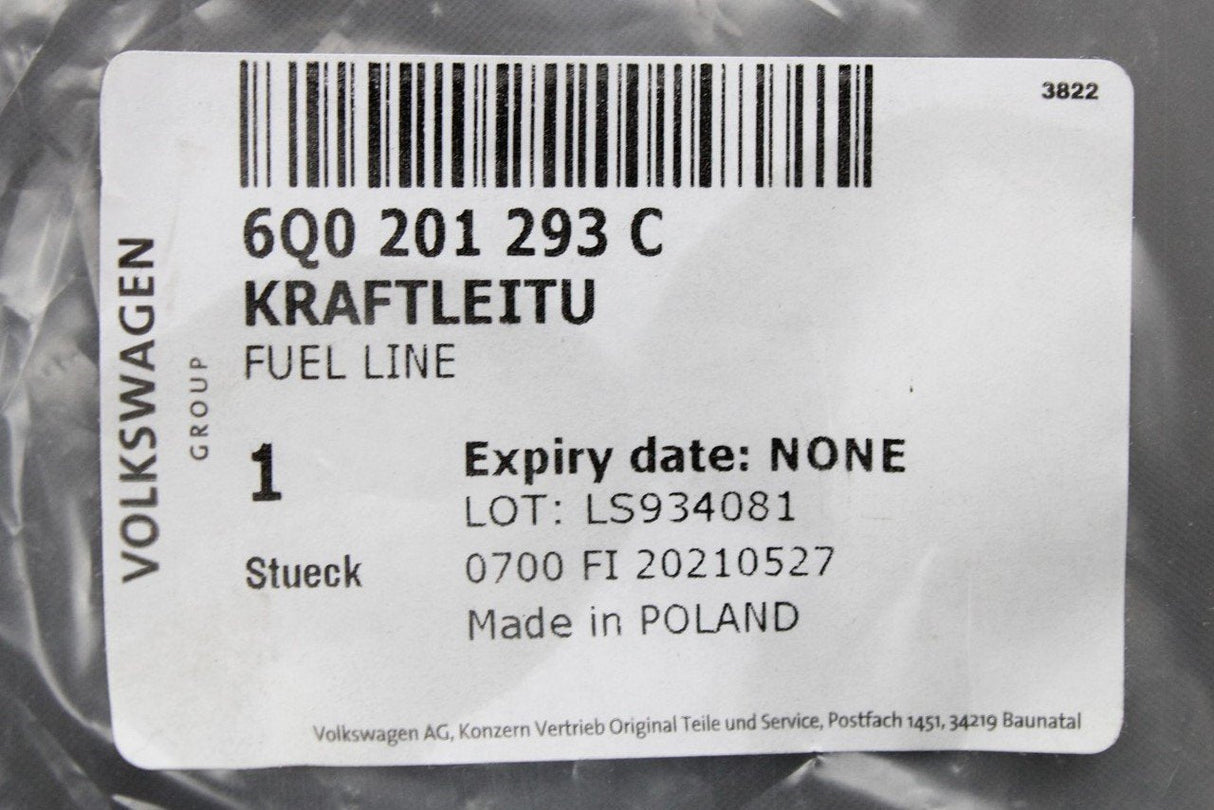 3822
6Q0 201 293 C
KRAFTLEITU
FUEL LINE
VOLKSWAGEN
GROUP
1
Expiry date: NONE
LOT: LS934081
Stueck
0700 FI 20210527
Made in POLAND
Volkswagen AG, Konzern Vertrieb Original Teile und Service, Postfach 1451, 34219 Baunatal